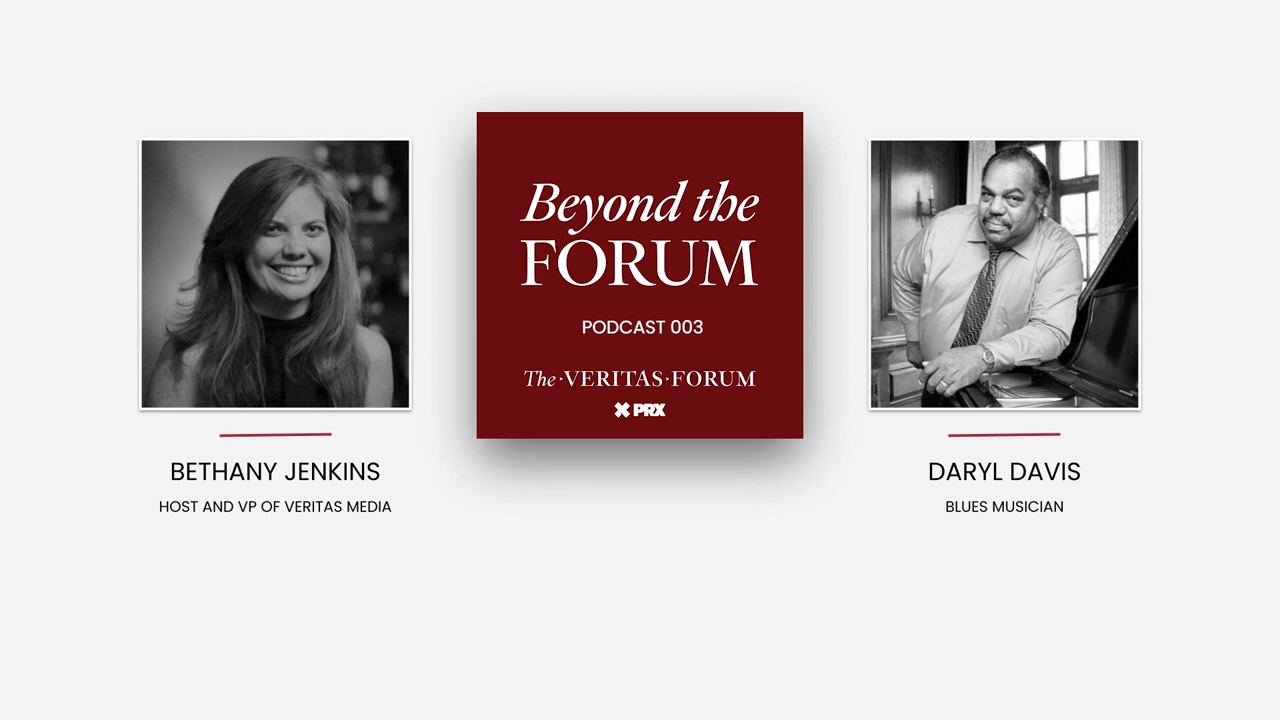 Beyond the
FORUM
PODCAST 003
The·VERITAS·FORUM
PRX
BETHANY JENKINS
HOST AND VP OF VERITAS MEDIA
DARYL DAVIS
BLUES MUSICIAN